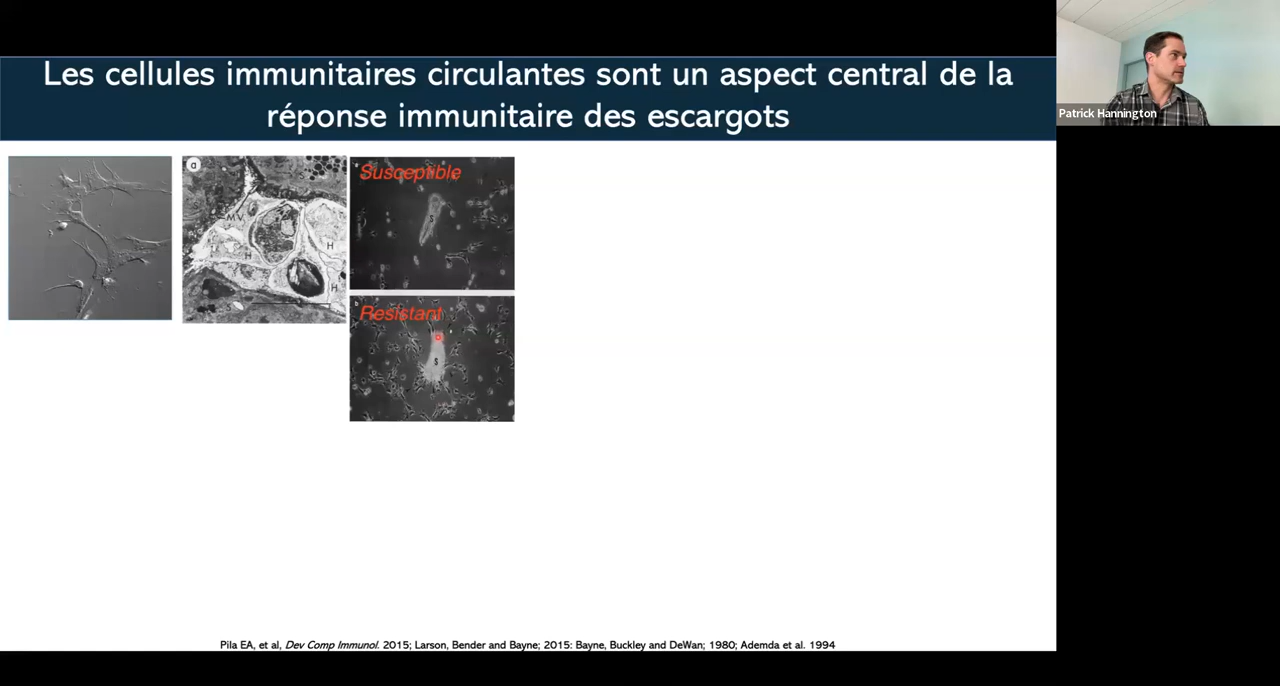 Les cellules immunitaires circulantes sont un aspect central de la
réponse immunitaire des escargots
Patrick Hannington
a
MV
H
H
H
a
Susceptible
S
b
Resistant
S
Pila EA, et al, Dev Comp Immunol. 2015; Larson, Bender and Bayne; 2015: Bayne, Buckley and DeWan; 1980; Ademda et al. 1994